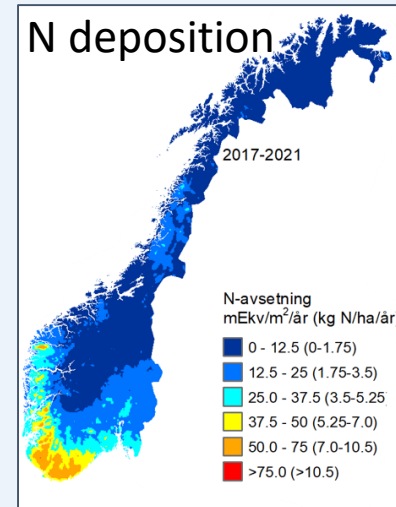 N deposition
2017-2021
N-avsetning
mEkv/m²/år (kg N/ha/år)
0 - 12.5 (0-1.75)
12.5 - 25 (1.75-3.5)
25.0 - 37.5 (3.5-5.25)
37.5 - 50 (5.25-7.0)
50.0 - 75 (7.0-10.5)
>75.0 (>10.5)